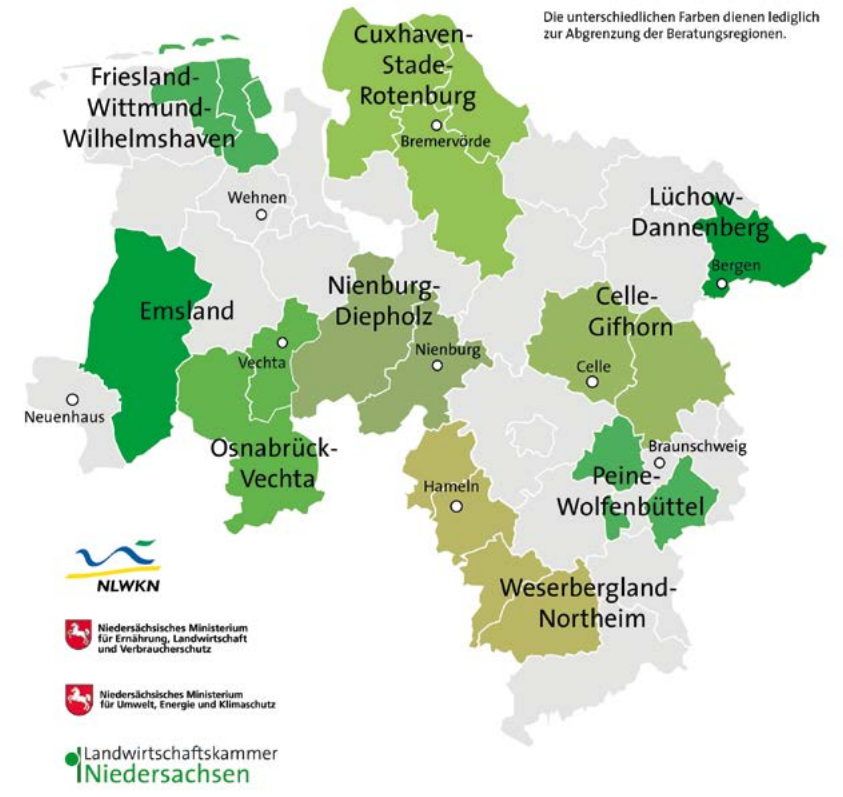 Die unterschiedlichen Farben dienen lediglich
zur Abgrenzung der Beratungsregionen.
Cuxhaven-
Stade-
Rotenburg
Bremervörde
Friesland-
Wittmund-
Wilhelmshaven
Wehnen
Lüchow-
Dannenberg
Bergen
Emsland
Nienburg-
Diepholz
Nienburg
Celle-
Gifhorn
Celle
Vechta
Neuenhaus
Osnabrück-
Vechta
Hameln
Braunschweig
Peine-
Wolfenbüttel
Weserbergland-
Northeim
NLWKN
Niedersächsisches Ministerium
für Ernährung, Landwirtschaft
und Verbraucherschutz
Niedersächsisches Ministerium
für Umwelt, Energie und Klimaschutz
Landwirtschaftskammer
Niedersachsen